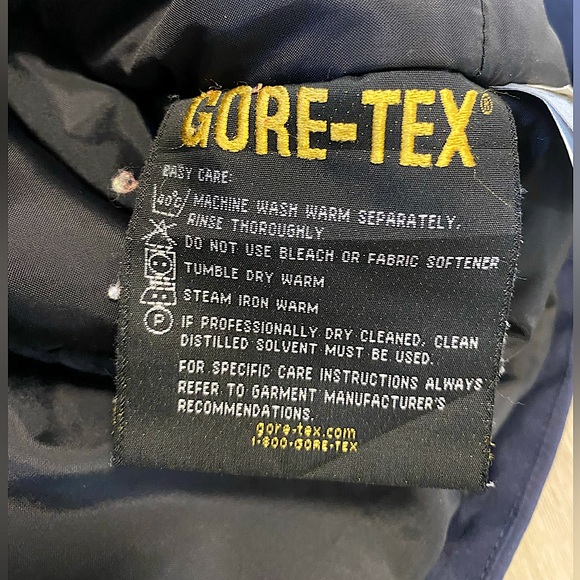 GORE-TEX®
EASY CARE:
40°C MACHINE WASH WARM SEPARATELY,
RINSE THOROUGHLY
DO NOT USE BLEACH OR FABRIC SOFTENER
TUMBLE DRY WARM
STEAM IRON WARM
P IF PROFESSIONALLY DRY CLEANED, CLEAN
DISTILLED SOLVENT MUST BE USED.
FOR SPECIFIC CARE INSTRUCTIONS ALWAYS
REFER TO GARMENT MANUFACTURER'S
RECOMMENDATIONS.
gore-tex.com
1-800-GORE-TEX